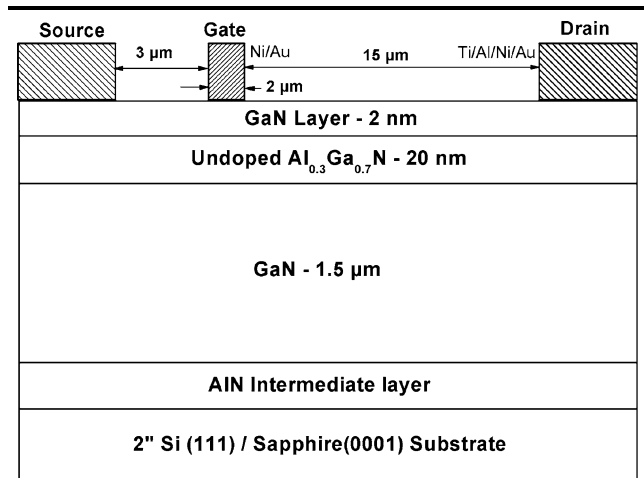 Source
Gate
Drain
3 µm
Ni/Au
15 µm
Ti/Al/Ni/Au
2 µm
GaN Layer - 2 nm
Undoped Al0.3Ga0.7N - 20 nm
GaN - 1.5 µm
AlN Intermediate layer
2" Si (111) / Sapphire(0001) Substrate